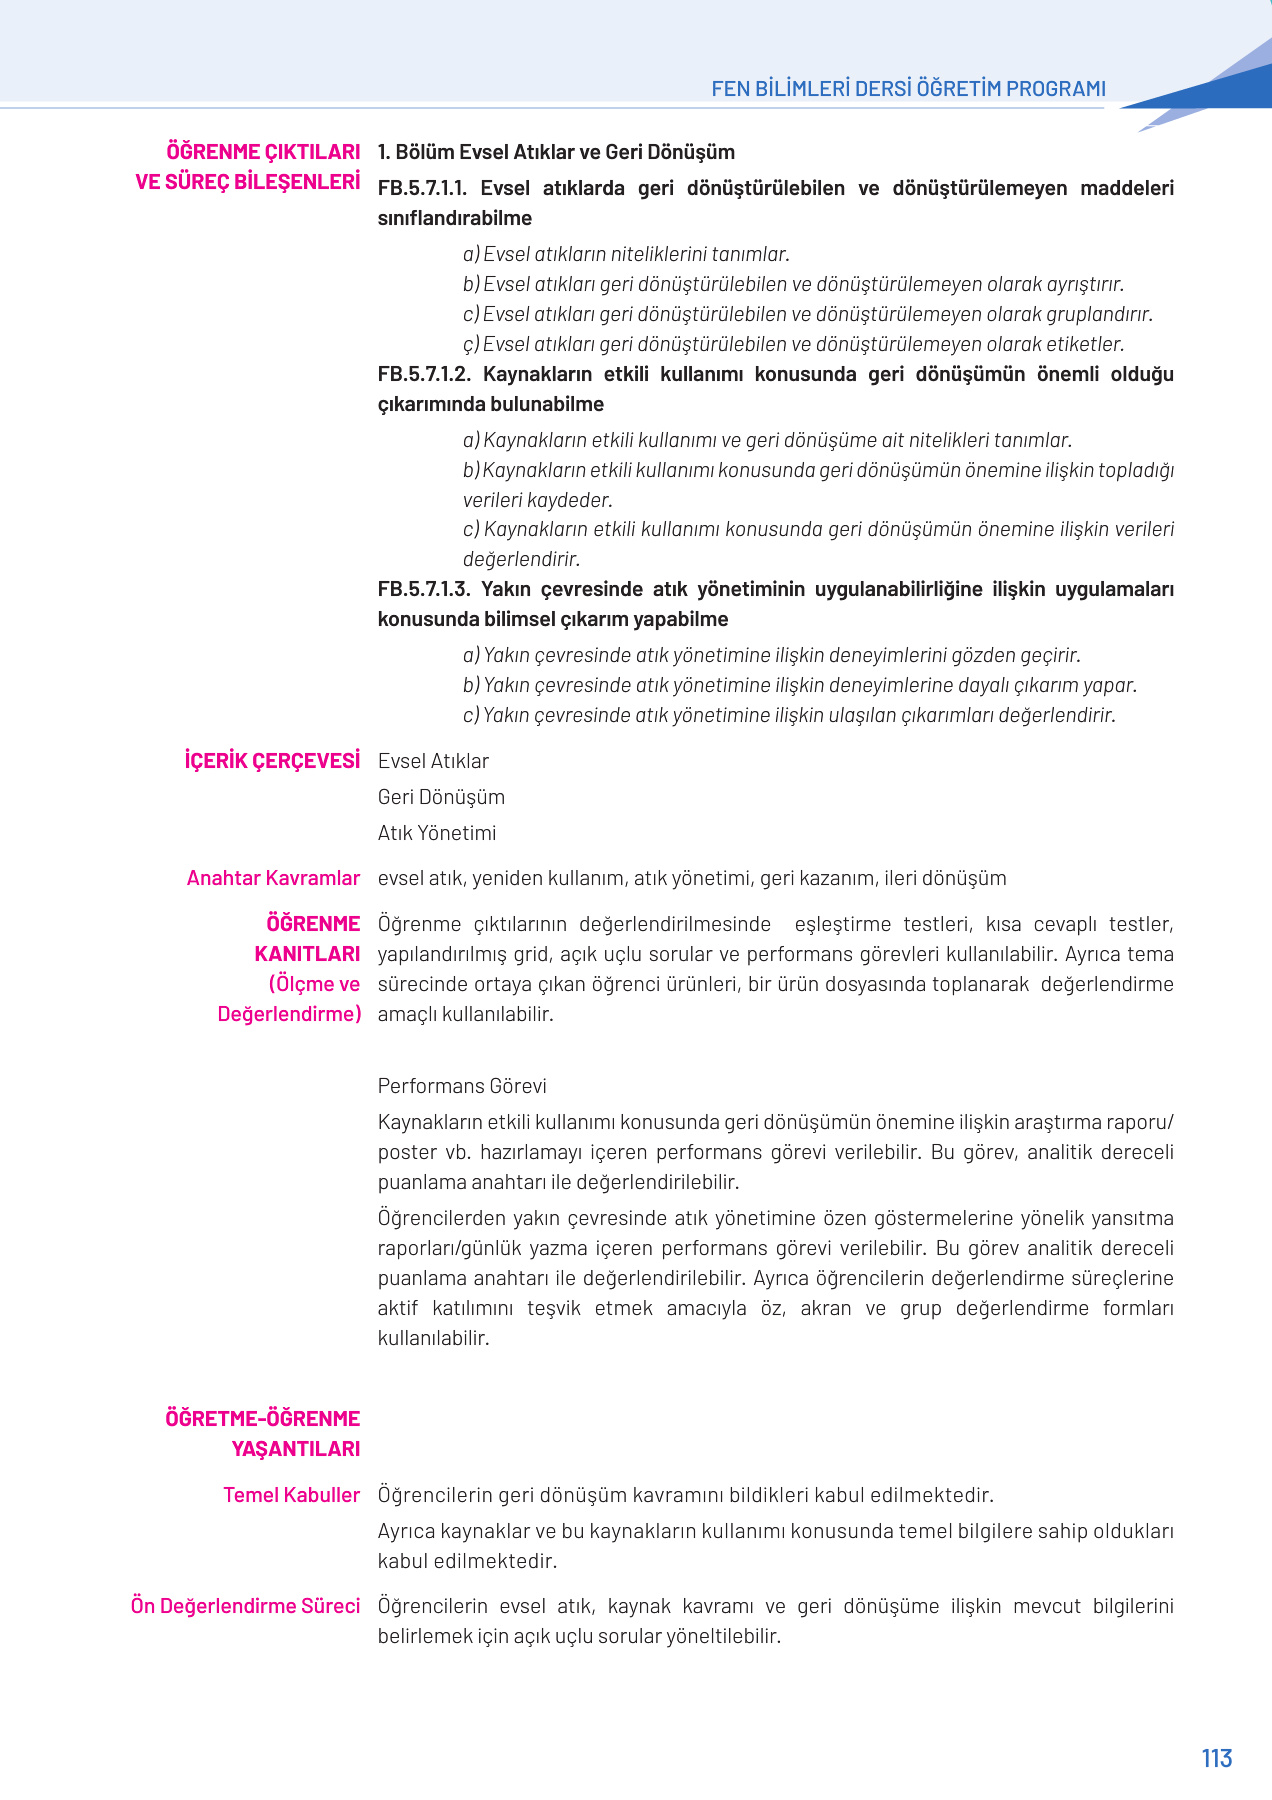 FEN BİLİMLERİ DERSİ ÖĞRETİM PROGRAMI
ÖĞRENME ÇIKTILARI
VE SÜREÇ BİLEŞENLERİ
1. Bölüm Evsel Atıklar ve Geri Dönüşüm
FB.5.7.1.1. Evsel atıklarda geri dönüştürülebilen ve dönüştürülemeyen maddeleri
sınıflandırabilme
a) Evsel atıkların niteliklerini tanımlar.
b) Evsel atıkları geri dönüştürülebilen ve dönüştürülemeyen olarak ayrıştırır.
c) Evsel atıkları geri dönüştürülebilen ve dönüştürülemeyen olarak gruplandırır.
ç) Evsel atıkları geri dönüştürülebilen ve dönüştürülemeyen olarak etiketler.
FB.5.7.1.2. Kaynakların etkili kullanımı konusunda geri dönüşümün önemli olduğu
çıkarımında bulunabilme
a) Kaynakların etkili kullanımı ve geri dönüşüme ait nitelikleri tanımlar.
b) Kaynakların etkili kullanımı konusunda geri dönüşümün önemine ilişkin topladığı
verileri kaydeder.
c) Kaynakların etkili kullanımı konusunda geri dönüşümün önemine ilişkin verileri
değerlendirir.
FB.5.7.1.3. Yakın çevresinde atık yönetiminin uygulanabilirliğine ilişkin uygulamaları
konusunda bilimsel çıkarım yapabilme
a) Yakın çevresinde atık yönetimine ilişkin deneyimlerini gözden geçirir.
b) Yakın çevresinde atık yönetimine ilişkin deneyimlerine dayalı çıkarım yapar.
c) Yakın çevresinde atık yönetimine ilişkin ulaşılan çıkarımları değerlendirir.
İÇERİK ÇERÇEVESİ
Evsel Atıklar
Geri Dönüşüm
Atık Yönetimi
Anahtar Kavramlar
evsel atık, yeniden kullanım, atık yönetimi, geri kazanım, ileri dönüşüm
ÖĞRENME
KANITLARI
(Ölçme ve
Değerlendirme)
Öğrenme çıktılarının değerlendirilmesinde eşleştirme testleri, kısa cevaplı testler,
yapılandırılmış grid, açık uçlu sorular ve performans görevleri kullanılabilir. Ayrıca tema
sürecinde ortaya çıkan öğrenci ürünleri, bir ürün dosyasında toplanarak değerlendirme
amaçlı kullanılabilir.
Performans Görevi
Kaynakların etkili kullanımı konusunda geri dönüşümün önemine ilişkin araştırma raporu/
poster vb. hazırlamayı içeren performans görevi verilebilir. Bu görev, analitik dereceli
puanlama anahtarı ile değerlendirilebilir.
Öğrencilerden yakın çevresinde atık yönetimine özen göstermelerine yönelik yansıtma
raporları/günlük yazma içeren performans görevi verilebilir. Bu görev analitik dereceli
puanlama anahtarı ile değerlendirilebilir. Ayrıca öğrencilerin değerlendirme süreçlerine
aktif katılımını teşvik etmek amacıyla öz, akran ve grup değerlendirme formları
kullanılabilir.
ÖĞRETME-ÖĞRENME
YAŞANTILARI
Temel Kabuller
Öğrencilerin geri dönüşüm kavramını bildikleri kabul edilmektedir.
Ayrıca kaynaklar ve bu kaynakların kullanımı konusunda temel bilgilere sahip oldukları
kabul edilmektedir.
Ön Değerlendirme Süreci
Öğrencilerin evsel atık, kaynak kavramı ve geri dönüşüme ilişkin mevcut bilgilerini
belirlemek için açık uçlu sorular yöneltilebilir.
113